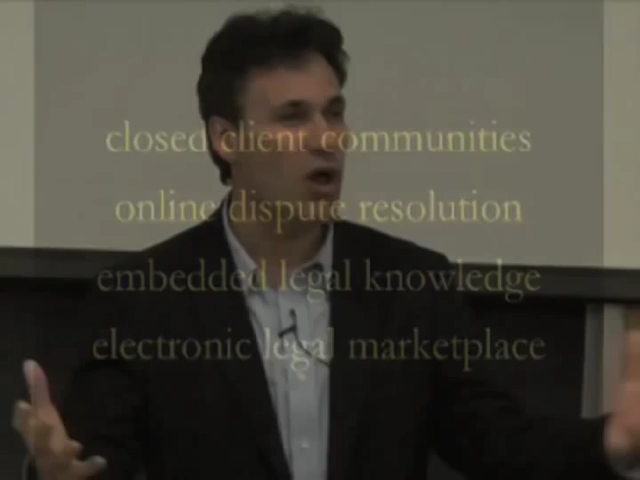 closed client communities
online dispute resolution
embedded legal knowledge
electronic legal marketplace